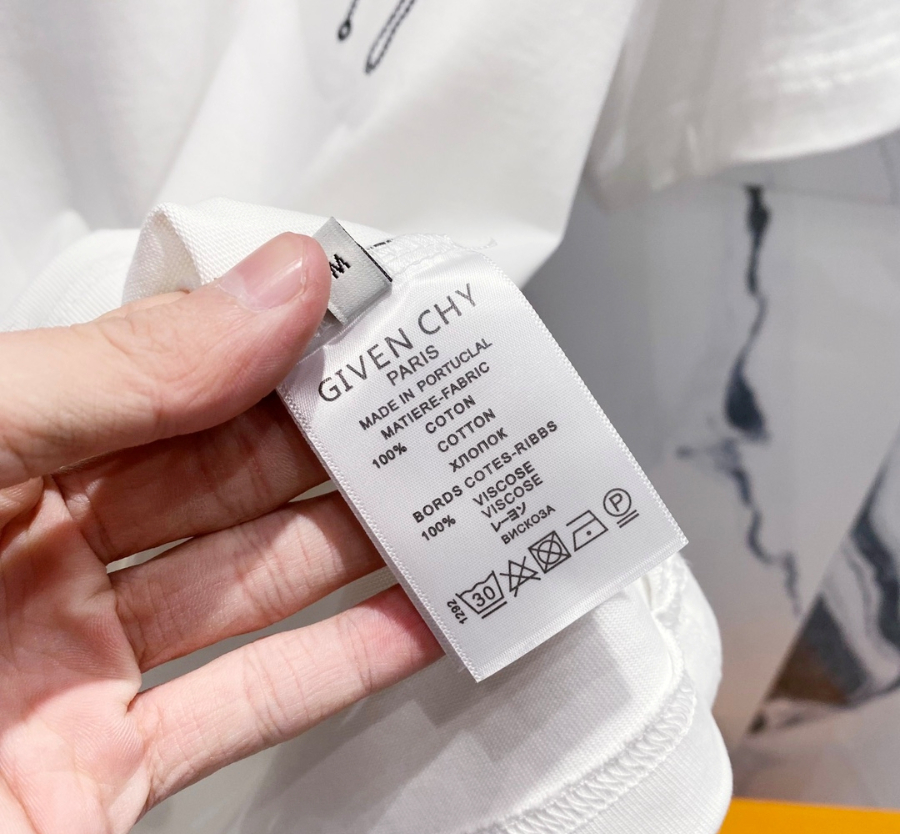 M
GIVEN CHY
PARIS
MADE IN PORTUCLAL
MATIERE-FABRIC
100% COTON
COTTON
ХЛОПОК
BORDS COTES-RIBBS
100% VISCOSE
VISCOSE
レーヨン
ВИСКОЗА
1292 30 P